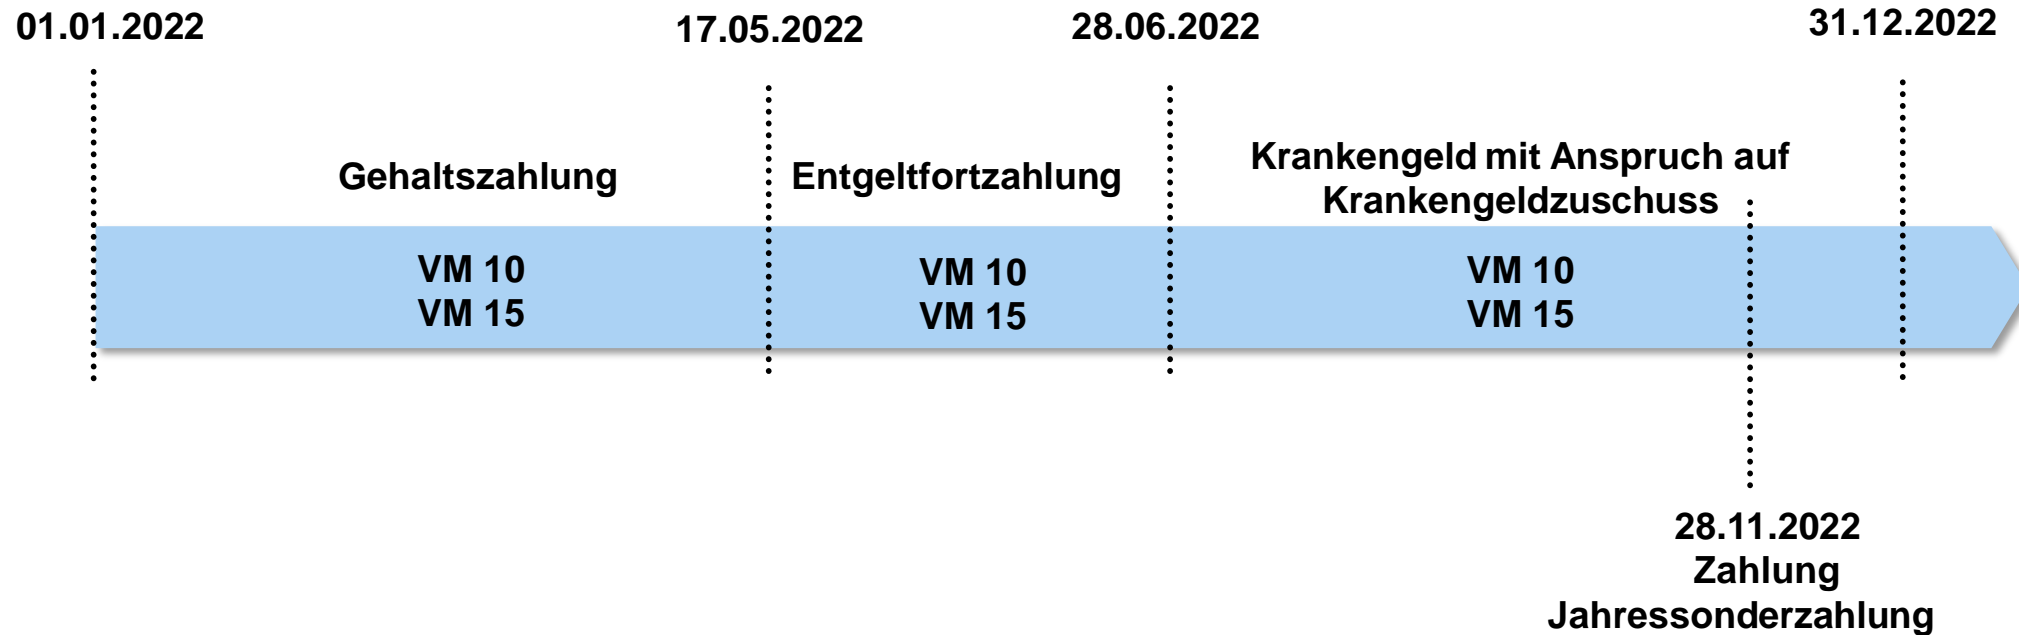 01.01.2022
17.05.2022
28.06.2022
31.12.2022
Gehaltszahlung
Entgeltfortzahlung
Krankengeld mit Anspruch auf
Krankengeldzuschuss
VM 10
VM 15
VM 10
VM 15
VM 10
VM 15
28.11.2022
Zahlung
Jahressonderzahlung